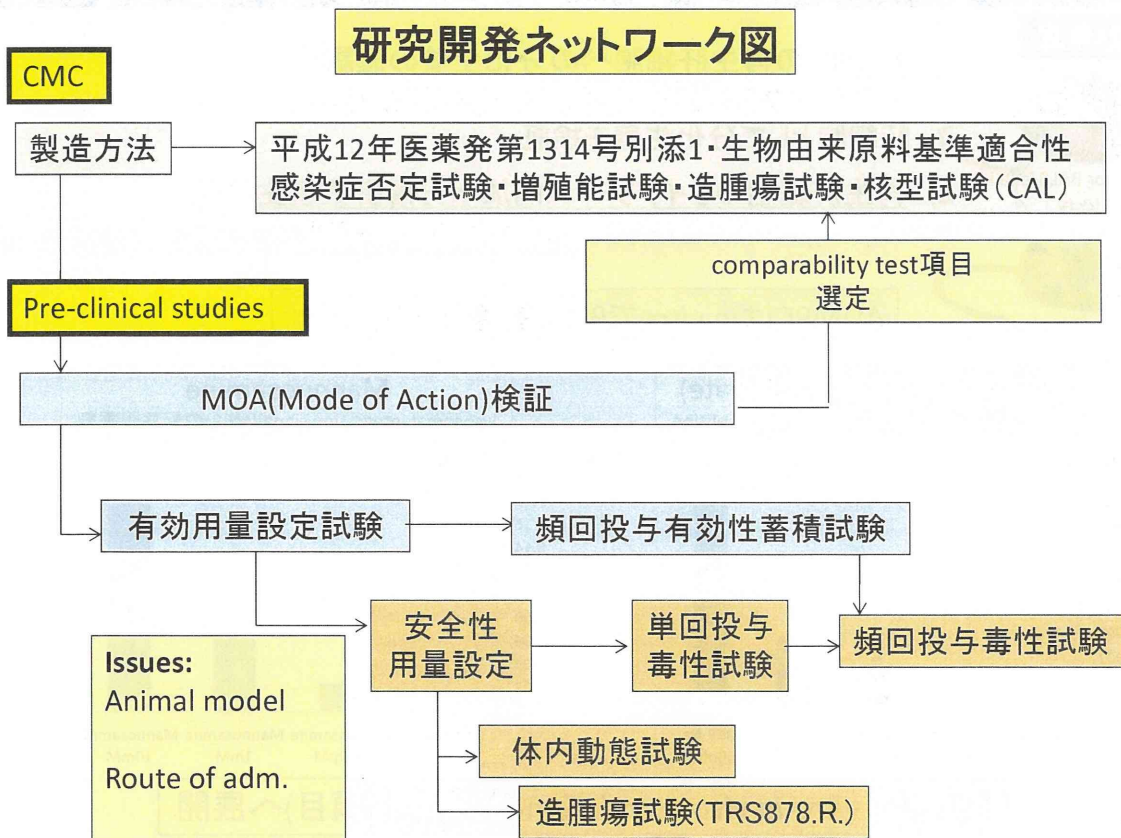 研究開発ネットワーク図
CMC
製造方法
平成12年医薬発第1314号別添1・生物由来原料基準適合性
感染症否定試験・増殖能試験・造腫瘍試験・核型試験(CAL)
comparability test項目
選定
Pre-clinical studies
MOA(Mode of Action)検証
有効用量設定試験
頻回投与有効性蓄積試験
安全性
用量設定
単回投与
毒性試験
頻回投与毒性試験
Issues:
Animal model
Route of adm.
体内動態試験
造腫瘍試験(TRS878.R.)